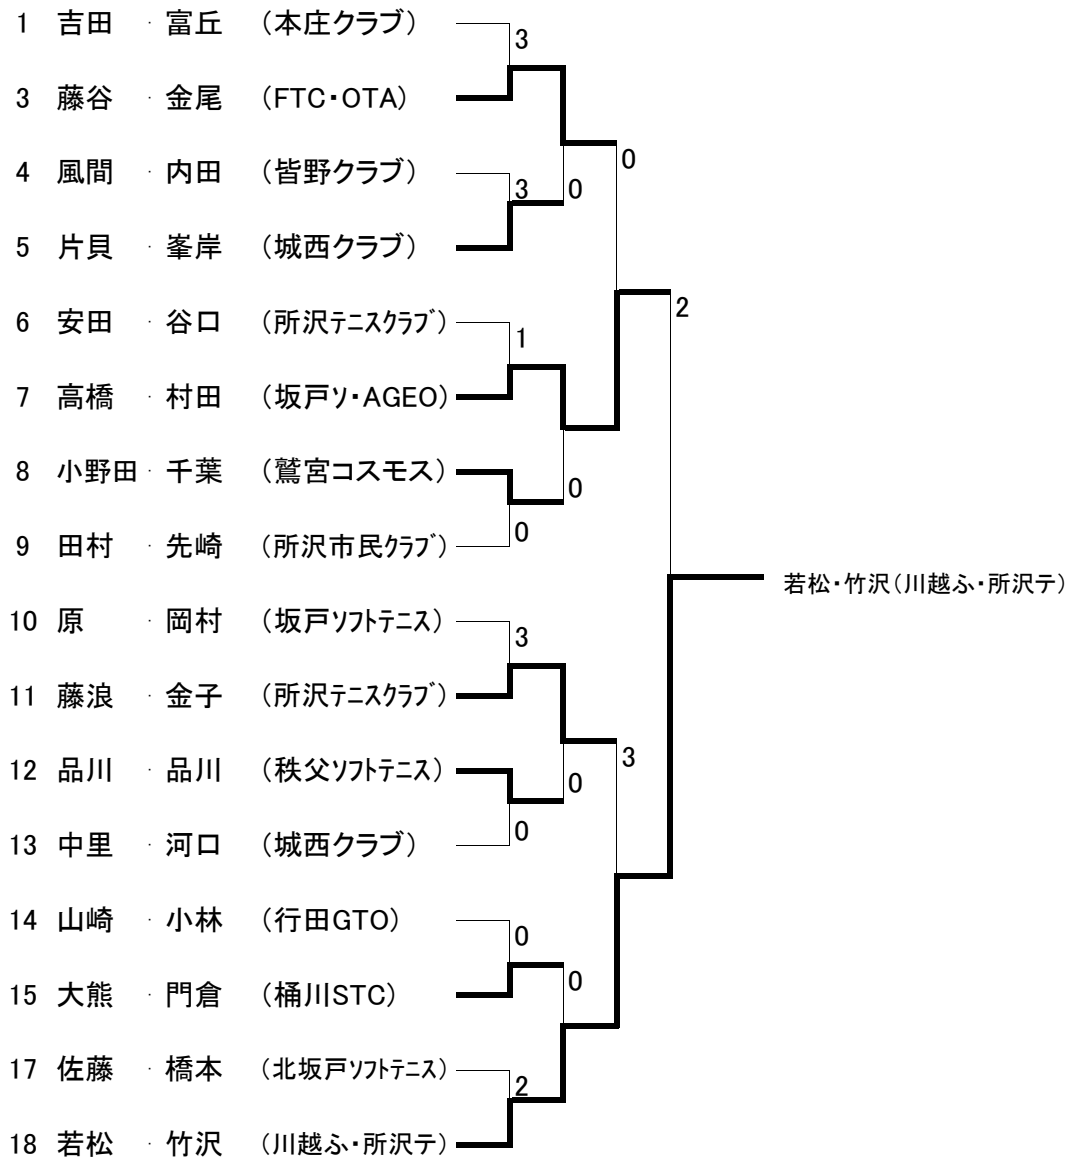 1 吉田 ・ 富丘 (本庄クラブ)
3
3 藤谷 ・ 金尾 (FTC・OTA)
0
4 風間 ・ 内田 (皆野クラブ)
3 0
5 片貝 ・ 峯岸 (城西クラブ)
2
6 安田 ・ 谷口 (所沢テニスクラブ)
1
7 高橋 ・ 村田 (坂戸ソ・AGEO)
8 小野田 ・ 千葉 (鷲宮コスモス)
0
0
9 田村 ・ 先崎 (所沢市民クラブ)
若松・竹沢(川越ふ・所沢テ)
10 原 ・ 岡村 (坂戸ソフトテニス)
3
11 藤浪 ・ 金子 (所沢テニスクラブ)
3
12 品川 ・ 品川 (秩父ソフトテニス)
0
0
13 中里 ・ 河口 (城西クラブ)
14 山崎 ・ 小林 (行田GTO)
0
0
15 大熊 ・ 門倉 (桶川STC)
17 佐藤 ・ 橋本 (北坂戸ソフトテニス)
2
18 若松 ・ 竹沢 (川越ふ・所沢テ)